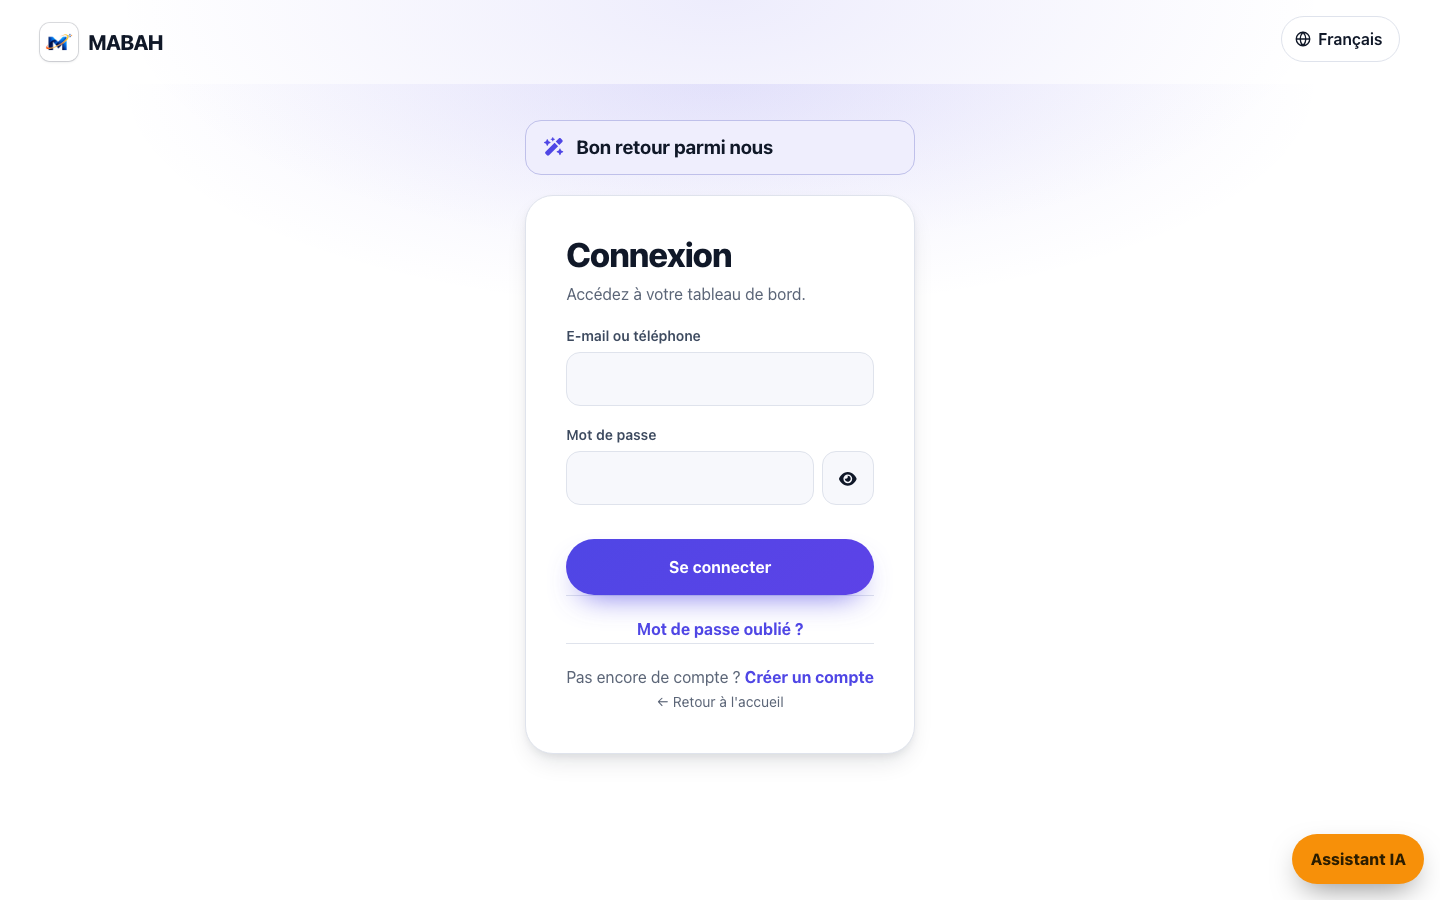 MABAH
Français
Bon retour parmi nous
Connexion
Accédez à votre tableau de bord.
E-mail ou téléphone
Mot de passe
Se connecter
Mot de passe oublié ?
Pas encore de compte ? Créer un compte
← Retour à l'accueil
Assistant IA